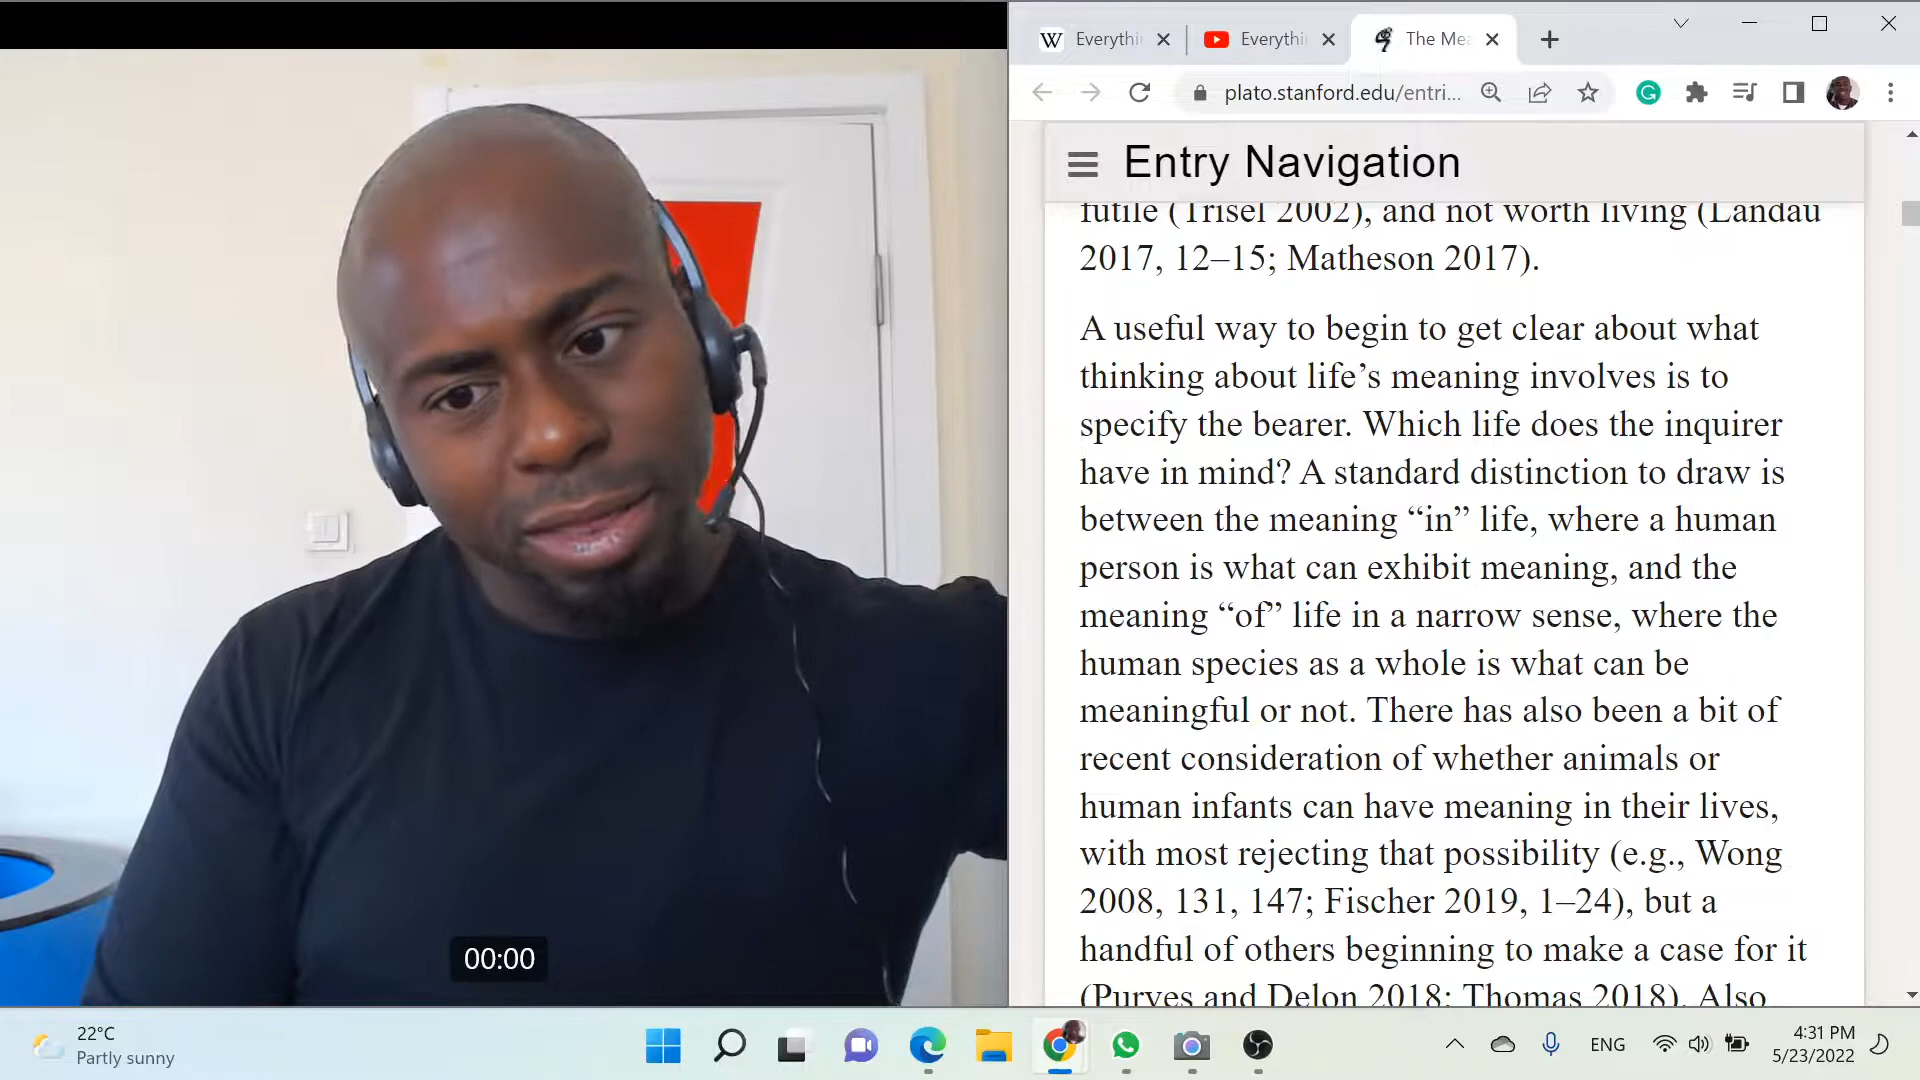 Everythi
Everythi
The Mea
plato.stanford.edu/entri...
Entry Navigation
futile (Trisel 2002), and not worth living (Landau
2017, 12–15; Matheson 2017).
A useful way to begin to get clear about what
thinking about life’s meaning involves is to
specify the bearer. Which life does the inquirer
have in mind? A standard distinction to draw is
between the meaning “in” life, where a human
person is what can exhibit meaning, and the
meaning “of” life in a narrow sense, where the
human species as a whole is what can be
meaningful or not. There has also been a bit of
recent consideration of whether animals or
human infants can have meaning in their lives,
with most rejecting that possibility (e.g., Wong
2008, 131, 147; Fischer 2019, 1–24), but a
handful of others beginning to make a case for it
(Purves and Delon 2018; Thomas 2018). Also
00:00
22°C
Partly sunny
ENG
4:31 PM
5/23/2022